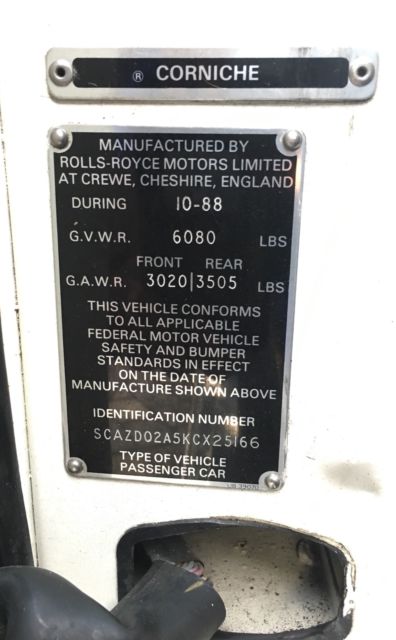 ® CORNICHE
MANUFACTURED BY
ROLLS-ROYCE MOTORS LIMITED
AT CREWE, CHESHIRE, ENGLAND
DURING 10-88
G.V.W.R. 6080 LBS
FRONT REAR
G.A.W.R. 3020|3505 LBS
THIS VEHICLE CONFORMS
TO ALL APPLICABLE
FEDERAL MOTOR VEHICLE
SAFETY AND BUMPER
STANDARDS IN EFFECT
ON THE DATE OF
MANUFACTURE SHOWN ABOVE
IDENTIFICATION NUMBER
SCAZD02A5KCX25166
TYPE OF VEHICLE
PASSENGER CAR